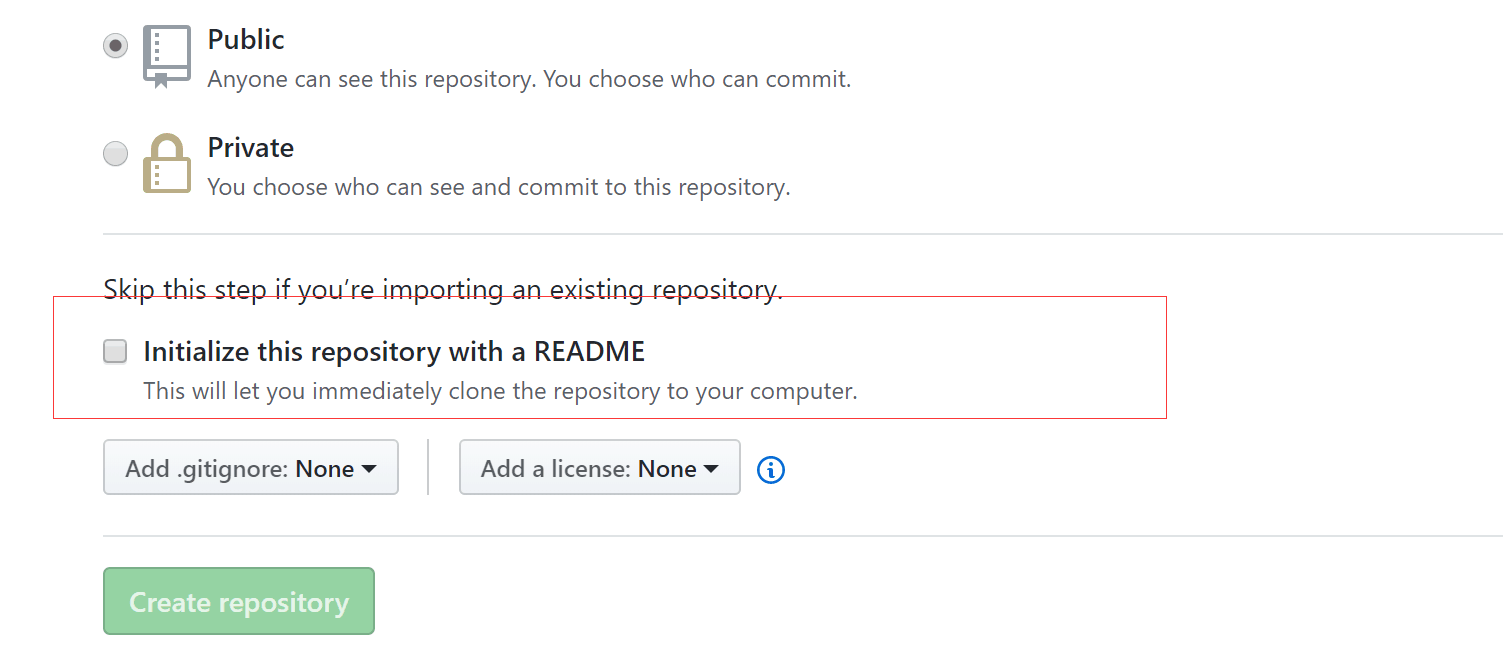 Public
Anyone can see this repository. You choose who can commit.
Private
You choose who can see and commit to this repository.
Skip this step if you’re importing an existing repository.
Initialize this repository with a README
This will let you immediately clone the repository to your computer.
Add .gitignore: None
Add a license: None
Create repository